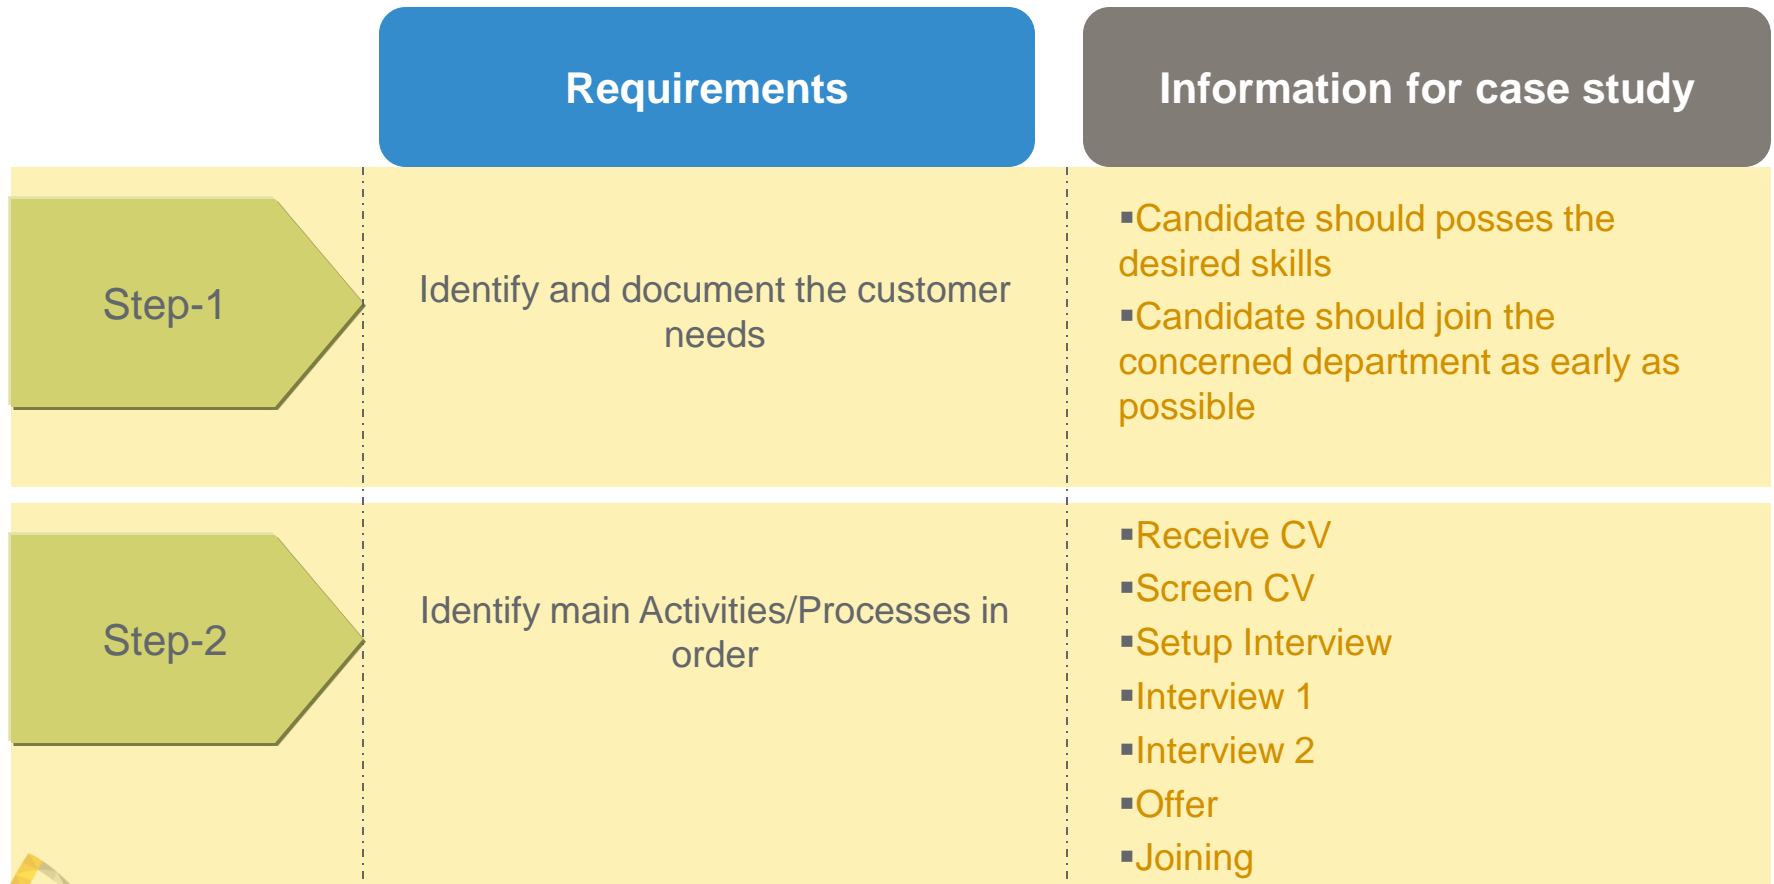 Requirements
Information for case study
Step-1
Identify and document the customer
needs
▪Candidate should posses the
desired skills
▪Candidate should join the
concerned department as early as
possible
Step-2
Identify main Activities/Processes in
order
▪Receive CV
▪Screen CV
▪Setup Interview
▪Interview 1
▪Interview 2
▪Offer
▪Joining